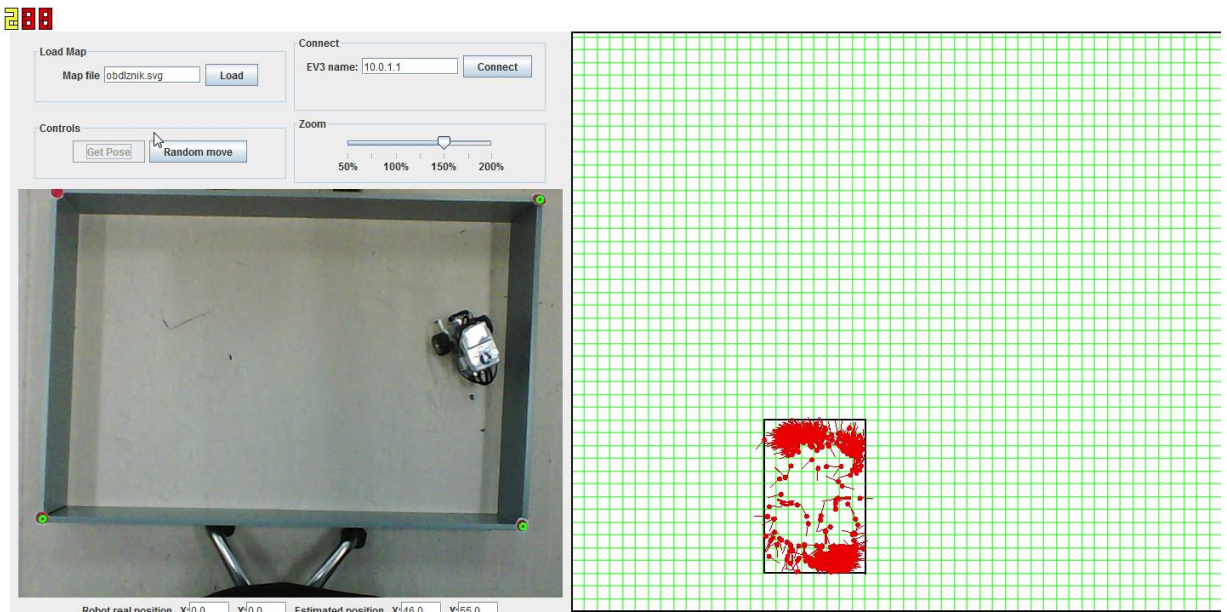 288
Load Map
Map file obdlznik.svg Load
Connect
EV3 name: 10.0.1.1 Connect
Controls
Get Pose Random move
Zoom
50% 100% 150% 200%
Robot real position X: 0.0 Y: 0.0 Estimated position X: 46.0 Y: 55.0